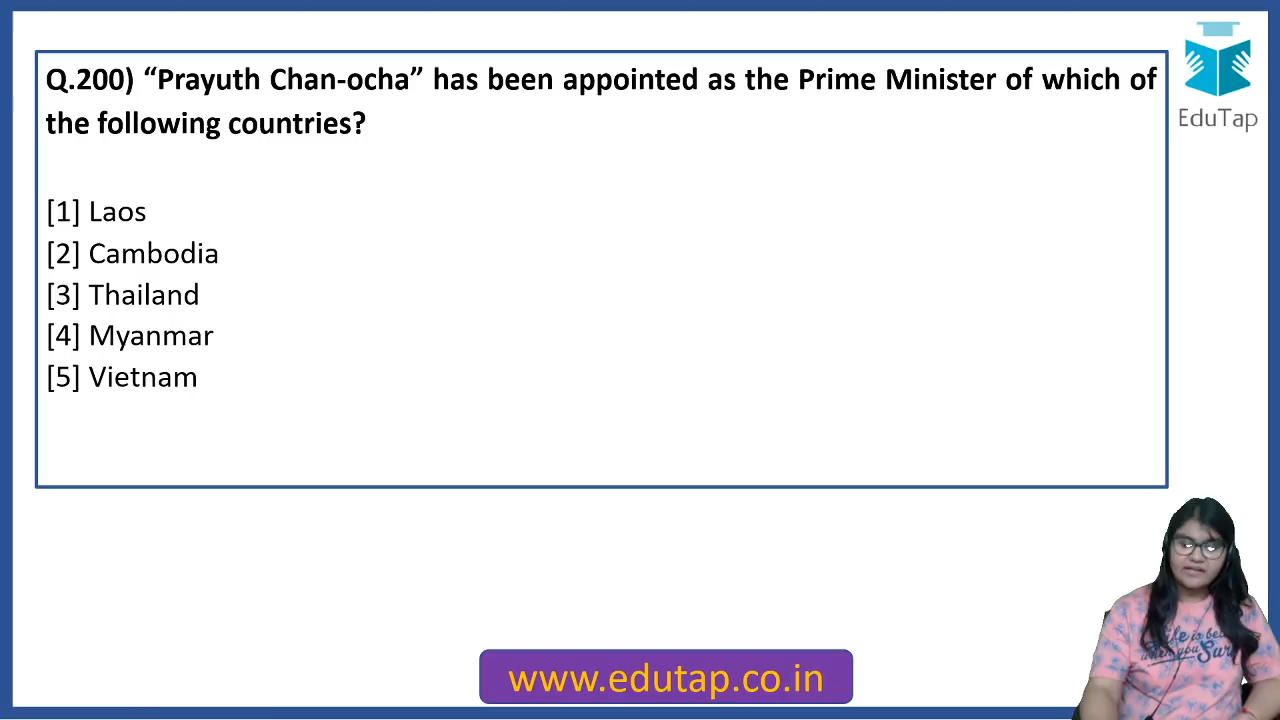 Q.200) “Prayuth Chan-ocha” has been appointed as the Prime Minister of which of
the following countries?
[1] Laos
[2] Cambodia
[3] Thailand
[4] Myanmar
[5] Vietnam
EduTap
www.edutap.co.in